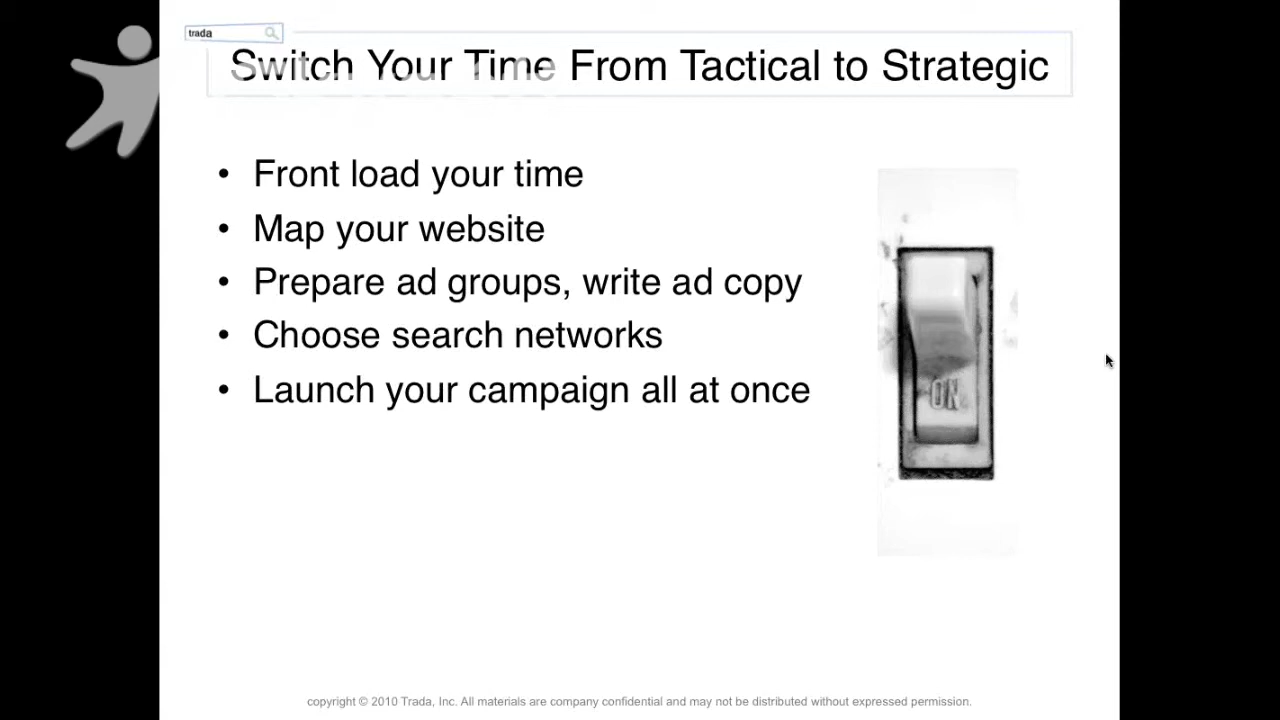 trada
Switch Your Time From Tactical to Strategic
• Front load your time
• Map your website
• Prepare ad groups, write ad copy
• Choose search networks
• Launch your campaign all at once
ON
copyright © 2010 Trada, Inc. All materials are company confidential and may not be distributed without expressed permission.